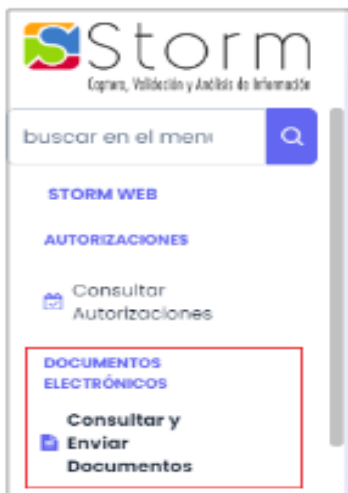 Storm
Captura, Validación y Análisis de Información
buscar en el menú
STORM WEB
AUTORIZACIONES
Consultar
Autorizaciones
DOCUMENTOS
ELECTRÓNICOS
Consultar y
Enviar
Documentos